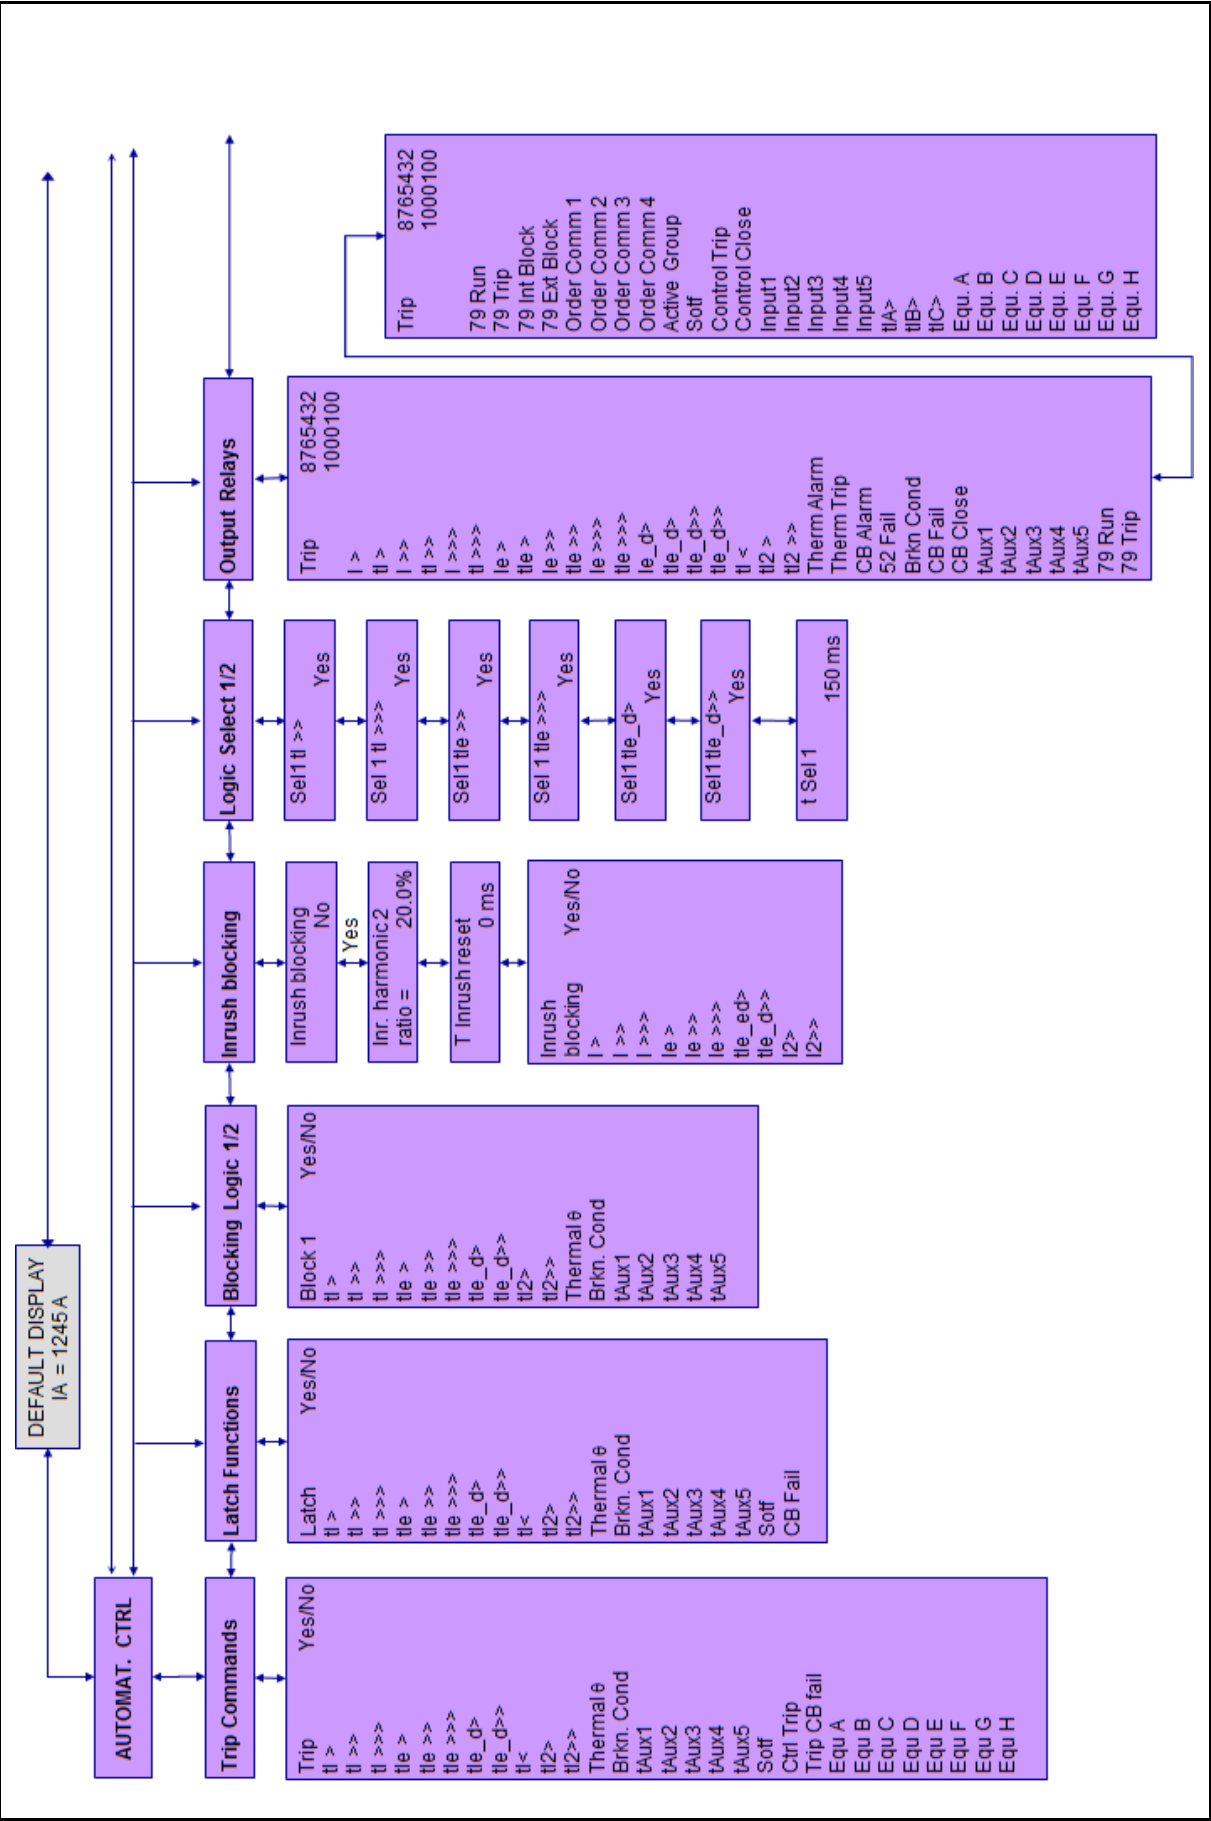 DEFAULT DISPLAY
IA = 1245 A
AUTOMAT. CTRL
Trip Commands
Trip Yes/No
tI >
tI >>
tI >>>
tIe >
tIe >>
tIe >>>
tIe_d>
tIe_d>>
tI<
tI2>
tI2>>
Thermal θ
Brkn. Cond
tAux1
tAux2
tAux3
tAux4
tAux5
Sotf
Ctrl Trip
Trip CB fail
Equ A
Equ B
Equ C
Equ D
Equ E
Equ F
Equ G
Equ H
Latch Functions
Latch Yes/No
tI >
tI >>
tI >>>
tIe >
tIe >>
tIe >>>
tIe_d>
tIe_d>>
tI<
tI2>
tI2>>
Thermal θ
Brkn. Cond
tAux1
tAux2
tAux3
tAux4
tAux5
Sotf
CB Fail
Blocking Logic 1/2
Block 1 Yes/No
tI >
tI >>
tI >>>
tIe >
tIe >>
tIe >>>
tIe_d>
tIe_d>>
tI2>
tI2>>
Thermal θ
Brkn. Cond
tAux1
tAux2
tAux3
tAux4
tAux5
Inrush blocking
Inrush blocking
No
Yes
Inr. harmonic 2
ratio = 20.0%
T Inrush reset
0 ms
Inrush
blocking Yes/No
I >
I >>
I >>>
Ie >
Ie >>
Ie >>>
tIe_ed>
tIe_d>>
I2>
I2>>
Logic Select 1/2
Sel1 tI >>
Yes
Sel 1 tI >>>
Yes
Sel1 tIe >>
Yes
Sel 1 tIe >>>
Yes
Sel1 tIe_d>
Yes
Sel1 tIe_d>>
Yes
t Sel 1
150 ms
Output Relays
Trip 8765432
1000100
I >
tI >
I >>
tI >>
I >>>
tI >>>
Ie >
tIe >
Ie >>
tIe >>
Ie >>>
tIe >>>
Ie_d>
tIe_d>
tIe_d>>
tIe_d>>
tI <
tI2 >
tI2 >>
Therm Alarm
Therm Trip
CB Alarm
52 Fail
Brkn Cond
CB Fail
CB Close
tAux1
tAux2
tAux3
tAux4
tAux5
79 Run
79 Trip
Trip 8765432
1000100
79 Run
79 Trip
79 Int Block
79 Ext Block
Order Comm 1
Order Comm 2
Order Comm 3
Order Comm 4
Active Group
Sotf
Control Trip
Control Close
Input1
Input2
Input3
Input4
Input5
tIA>
tIB>
tIC>
Equ. A
Equ. B
Equ. C
Equ. D
Equ. E
Equ. F
Equ. G
Equ. H